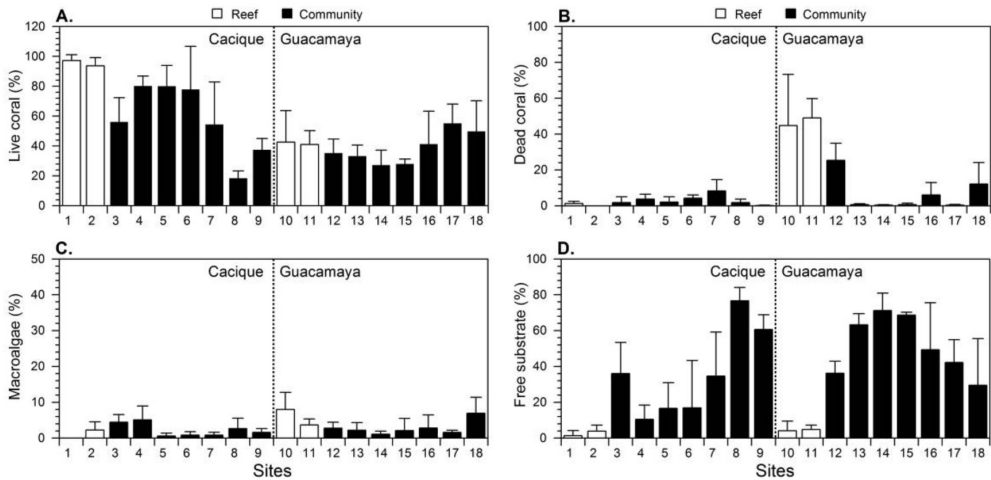 Reef Community
A.
Cacique Guacamaya
Live coral (%)
120
100
80
60
40
20
0
1 2 3 4 5 6 7 8 9 10 11 12 13 14 15 16 17 18
Reef Community
B.
Cacique Guacamaya
Dead coral (%)
100
80
60
40
20
0
1 2 3 4 5 6 7 8 9 10 11 12 13 14 15 16 17 18
C.
Cacique Guacamaya
Macroalgae (%)
50
40
30
20
10
0
1 2 3 4 5 6 7 8 9 10 11 12 13 14 15 16 17 18
Sites
D.
Cacique Guacamaya
Free substrate (%)
100
80
60
40
20
0
1 2 3 4 5 6 7 8 9 10 11 12 13 14 15 16 17 18
Sites